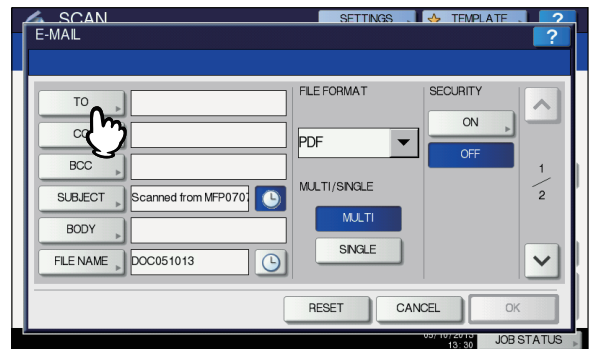 SCAN SETTINGS TEMPLATE ?
E-MAIL ?
TO FILE FORMAT SECURITY
ON
PDF
OFF
BCC
MULTI/SINGLE
1
2
SUBJECT Scanned from MFP070
MULTI
BODY
SINGLE
FILE NAME DOC051013
RESET CANCEL OK
13:30 JOB STATUS